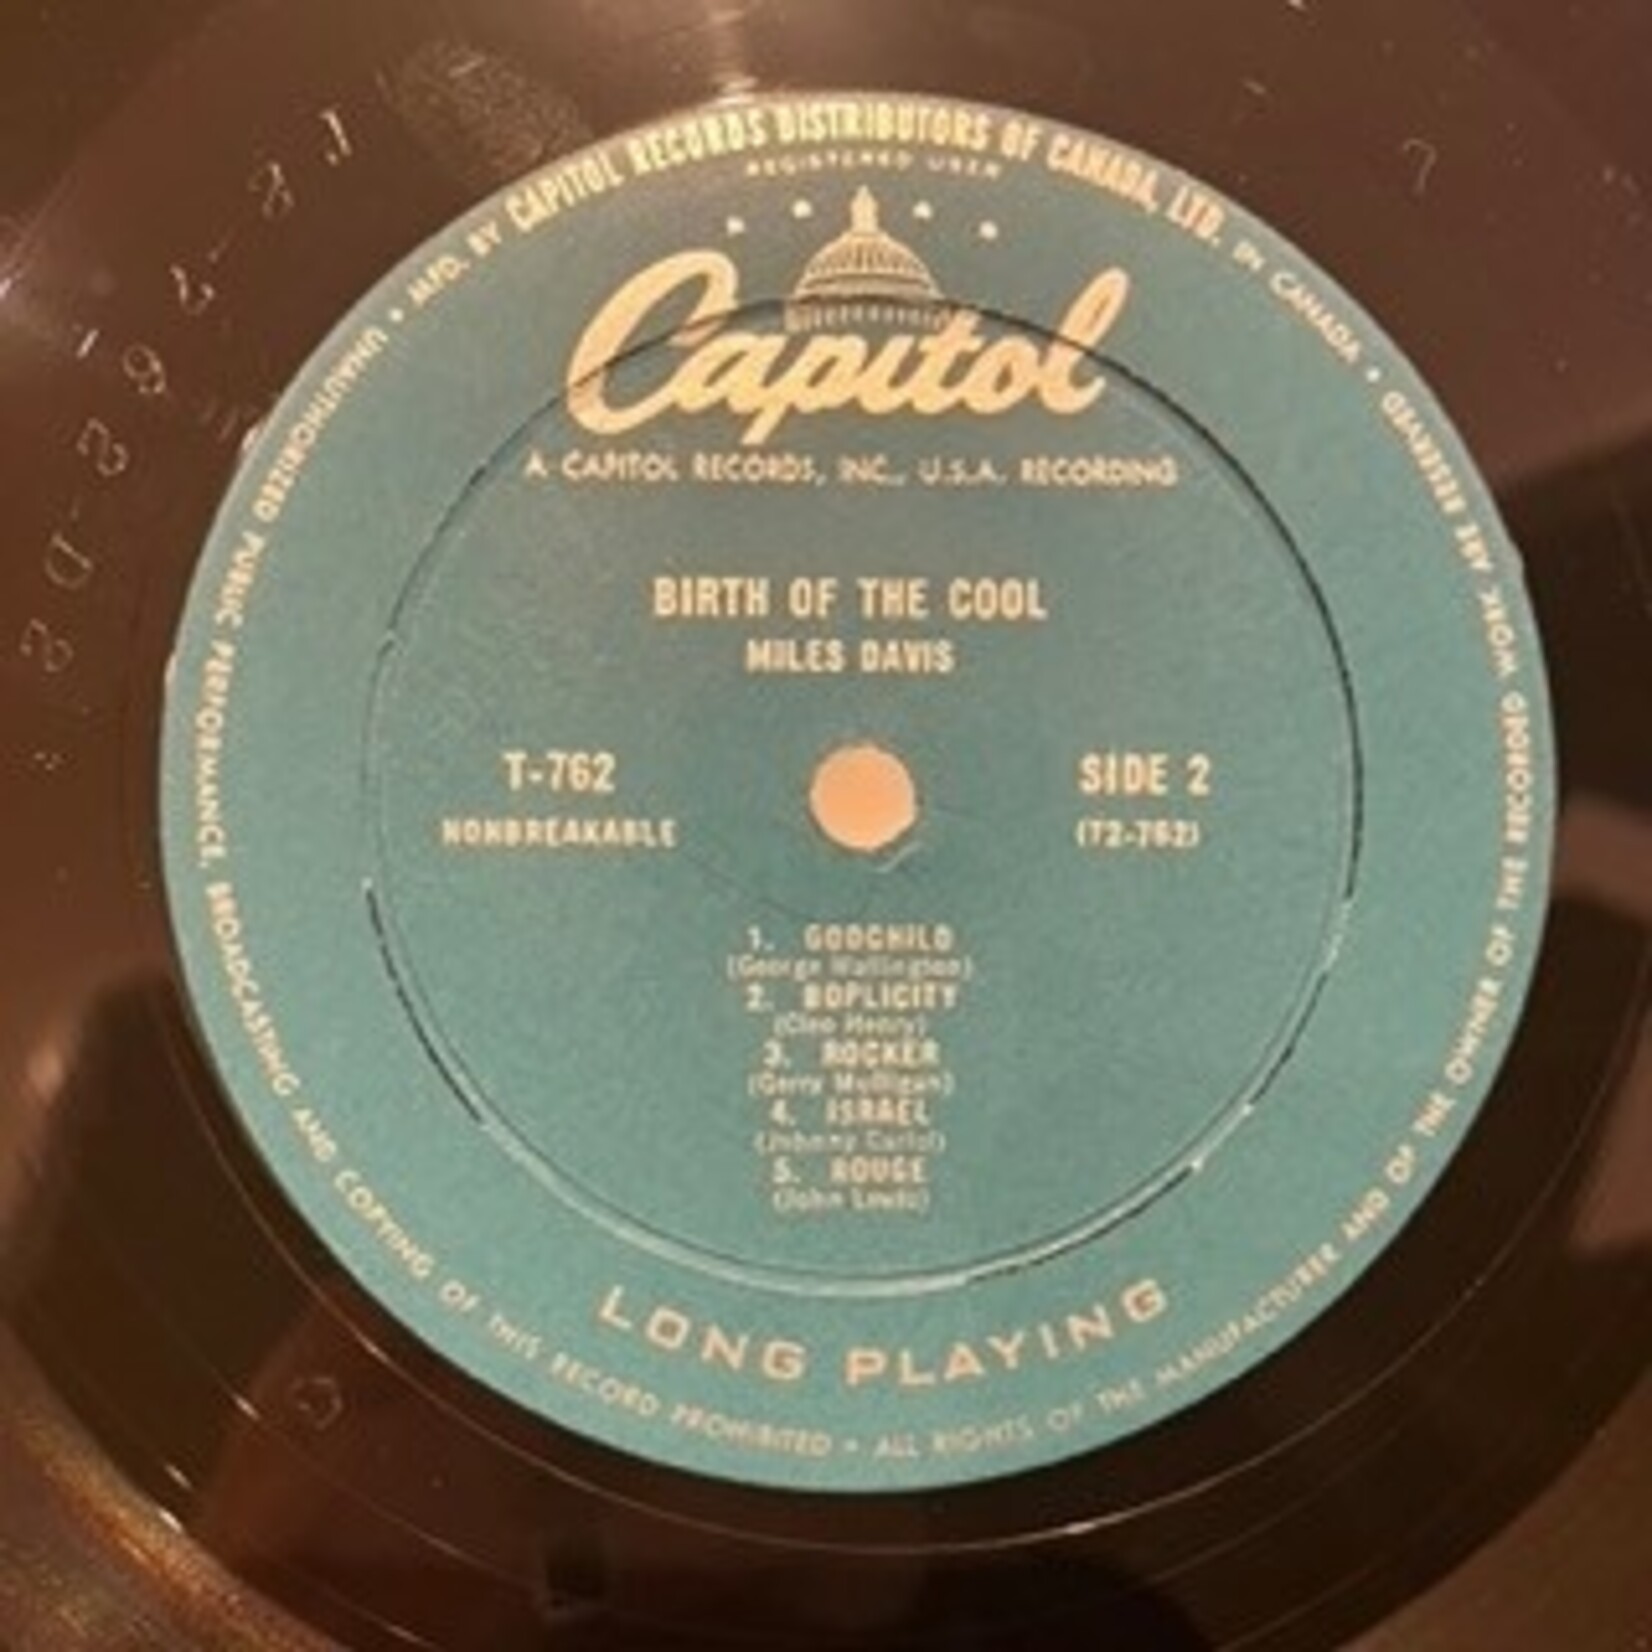 MFD. BY CAPITOL RECORDS DISTRIBUTORS OF CANADA, LTD. IN CANADA •
REGISTERED USER
Capitol
A CAPITOL RECORDS, INC., U.S.A. RECORDING
BIRTH OF THE COOL
MILES DAVIS
T-762
NONBREAKABLE
SIDE 2
(T2-762)
1. GODCHILD
(George Wallington)
2. BOPLICITY
(Cleo Henry)
3. ROCKER
(Gerry Mulligan)
4. ISRAEL
(Johnny Carisi)
5. ROUGE
(John Lewis)
LONG PLAYING
UNAUTHORIZED PUBLIC PERFORMANCE, BROADCASTING AND COPYING OF THIS RECORD PROHIBITED • ALL RIGHTS OF THE MANUFACTURER AND OF THE OWNER OF THE RECORDED WORK ARE RESERVED •